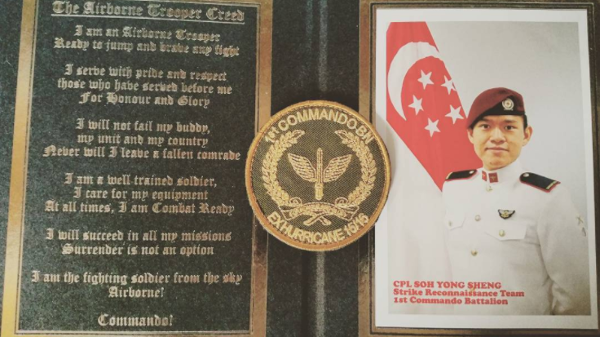 The Airborne Trooper Creed
I am an Airborne Trooper
Ready to jump and brave any fight
I serve with pride and respect
those who have served before me
For Honour and Glory
I will not fail my buddy,
my unit and my country
Never will I leave a fallen comrade
I am a well trained soldier,
I care for my equipment
At all times, I am Combat Ready
I will succeed in all my missions
Surrender is not an option
I am the fighting soldier from the sky
Airborne!
Commando!
1st COMMANDO BN
EX HURRICANE 15/16
CPL SOH YONG SHENG
Strike Reconnaissance Team
1st Commando Battalion